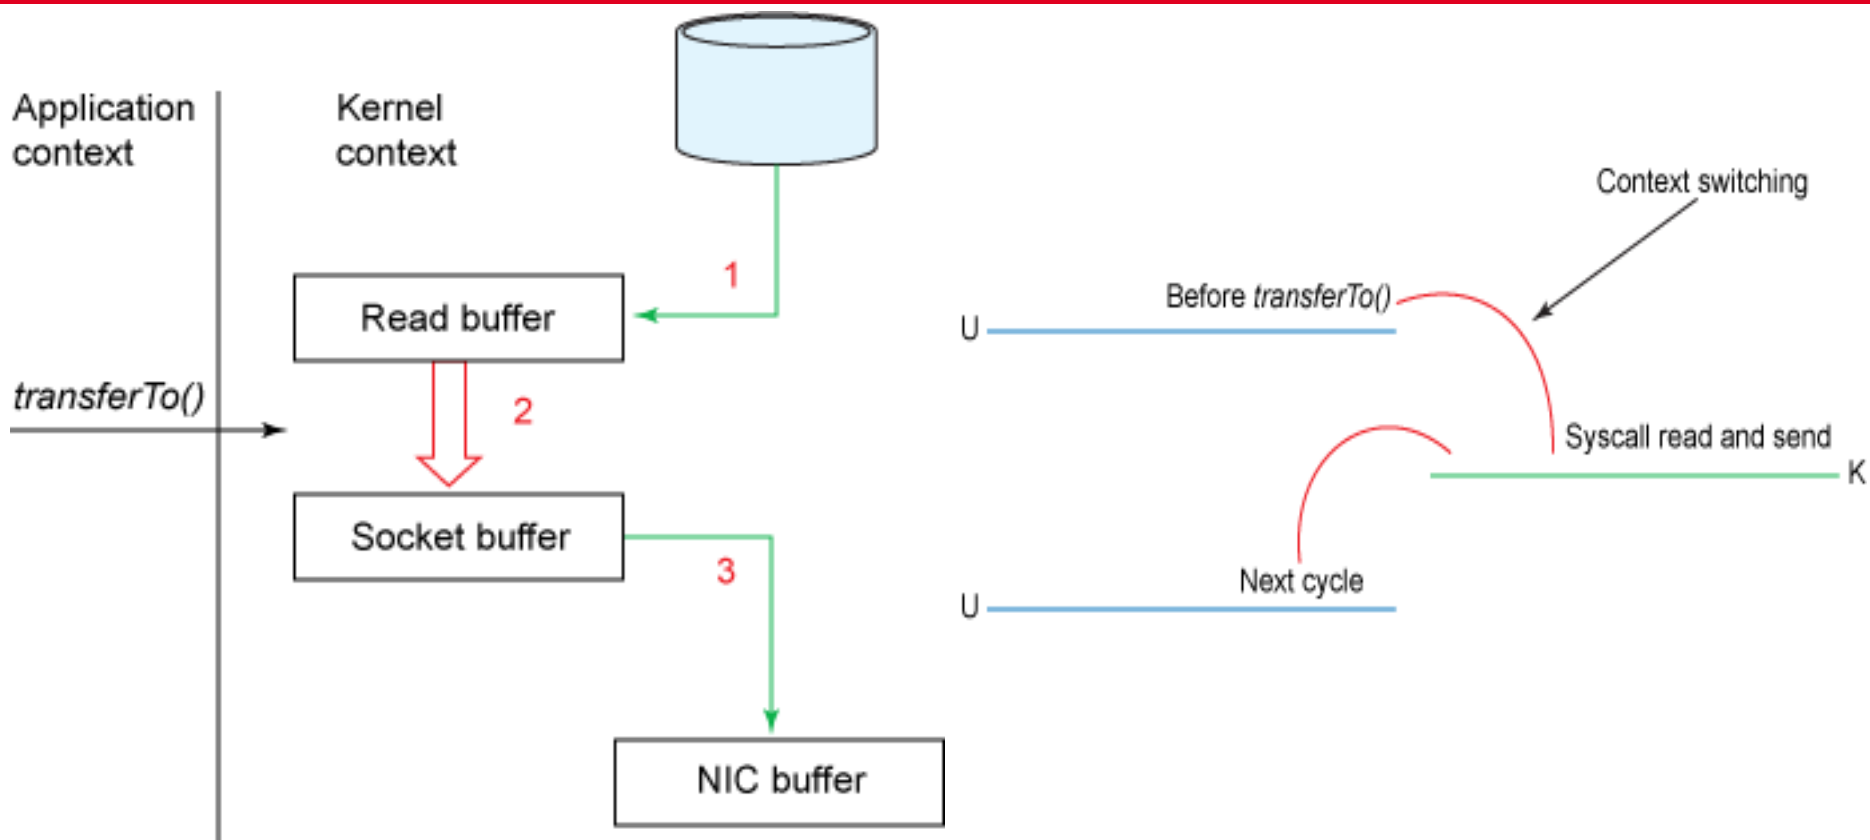 Application
context
Kernel
context
1
Read buffer
transferTo()
2
Socket buffer
3
NIC buffer
Context switching
Before transferTo()
U
Syscall read and send
K
Next cycle
U